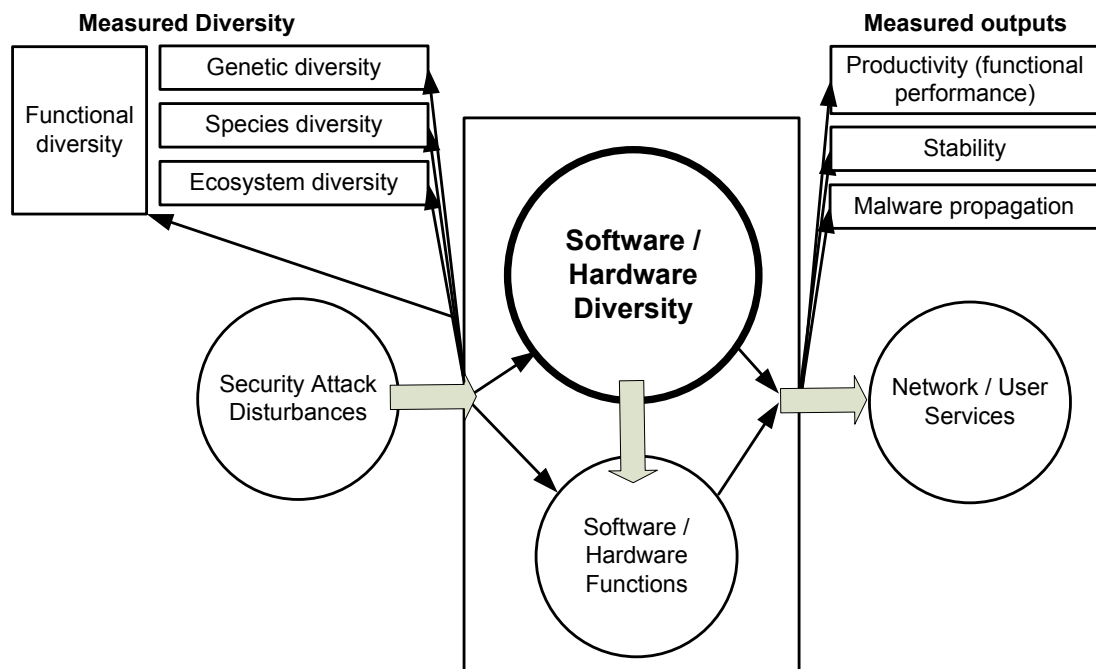 Measured Diversity
Functional
diversity
Genetic diversity
Species diversity
Ecosystem diversity
Measured outputs
Productivity (functional
performance)
Stability
Malware propagation
Software /
Hardware
Diversity
Security Attack
Disturbances
Network / User
Services
Software /
Hardware
Functions